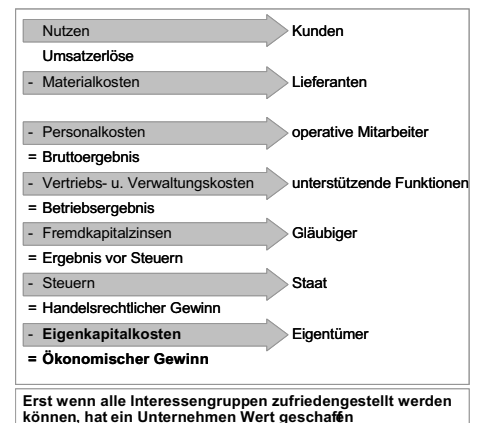 Nutzen Kunden
Umsatzerlöse
- Materialkosten Lieferanten
- Personalkosten operative Mitarbeiter
= Bruttoergebnis
- Vertriebs- u. Verwaltungskosten unterstützende Funktionen
= Betriebsergebnis
- Fremdkapitalzinsen Gläubiger
= Ergebnis vor Steuern
- Steuern Staat
= Handelsrechtlicher Gewinn
- Eigenkapitalkosten Eigentümer
= Ökonomischer Gewinn
Erst wenn alle Interessengruppen zufriedengestellt werden
können, hat ein Unternehmen Wert geschaffen